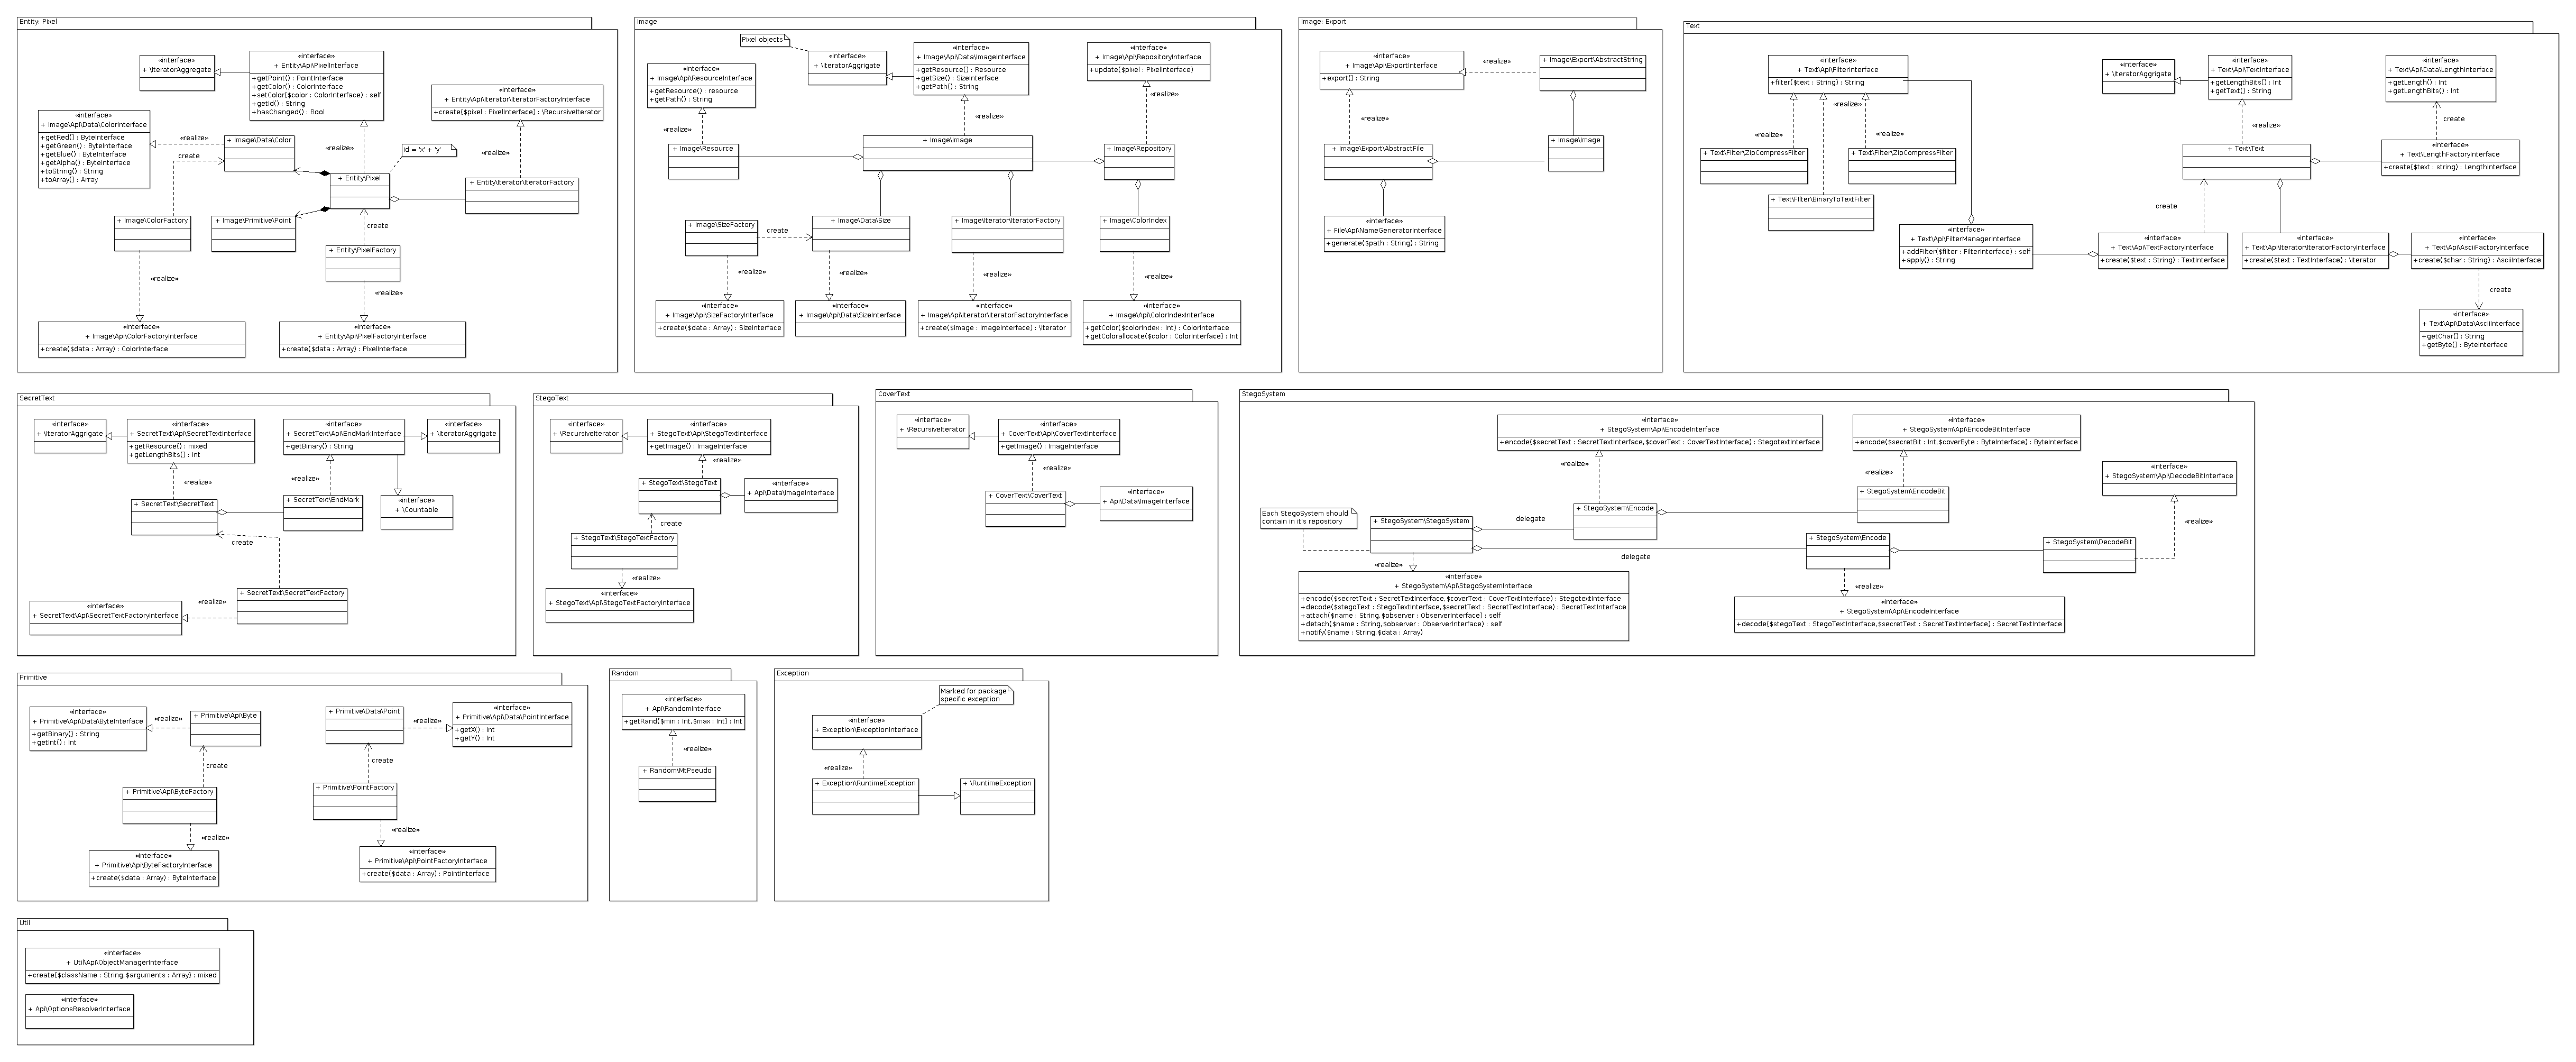 Entity: Pixel
«interface»
+ \IteratorAggregate
«interface»
+ Entity\Api\PixelInterface
+getPoint() : PointInterface
+getColor() : ColorInterface
+setColor($color : ColorInterface) : self
+getId() : String
+hasChanged() : Bool
«interface»
+ Entity\Api\Iterator\IteratorFactoryInterface
+create($pixel : PixelInterface) : \RecursiveIterator
«interface»
+ Image\Api\Data\ColorInterface
+getRed() : ByteInterface
+getGreen() : ByteInterface
+getBlue() : ByteInterface
+getAlpha() : ByteInterface
+toString() : String
+toArray() : Array
«realize»
+ Image\Data\Color
create
«realize»
id = 'x' + 'y'
«realize»
+ Entity\Pixel
+ Entity\Iterator\IteratorFactory
+ Image\ColorFactory
+ Image\Primitive\Point
create
+ Entity\PixelFactory
«realize»
«realize»
«interface»
+ Image\Api\ColorFactoryInterface
+create($data : Array) : ColorInterface
«interface»
+ Entity\Api\PixelFactoryInterface
+create($data : Array) : PixelInterface
Image
Pixel objects
«interface»
+ \IteratorAggrigate
«interface»
+ Image\Api\Data\ImageInterface
+getResource() : Resource
+getSize() : SizeInterface
+getPath() : String
«interface»
+ Image\Api\RepositoryInterface
+update($pixel : PixelInterface)
«interface»
+ Image\Api\ResourceInterface
+getResource() : resource
+getPath() : String
«realize»
«realize»
«realize»
+ Image\Resource
+ Image\Image
+ Image\Repository
+ Image\SizeFactory
create
+ Image\Data\Size
+ Image\Iterator\IteratorFactory
+ Image\ColorIndex
«realize»
«realize»
«realize»
«realize»
«interface»
+ Image\Api\SizeFactoryInterface
+create($data : Array) : SizeInterface
«interface»
+ Image\Api\Data\SizeInterface
«interface»
+ Image\Api\Iterator\IteratorFactoryInterface
+create($image : ImageInterface) : \Iterator
«interface»
+ Image\Api\ColorIndexInterface
+getColor($colorIndex : Int) : ColorInterface
+getColorallocate($color : ColorInterface) : int
Image: Export
«interface»
+ Image\Api\ExportInterface
+export() : String
«realize»
+ Image\Export\AbstractString
«realize»
+ Image\Export\AbstractFile
+ Image\Image
«interface»
+ File\Api\NameGeneratorInterface
+generate($path : String) : String
Text
«interface»
+ Text\Api\FilterInterface
+filter($text : String) : String
«interface»
+ \IteratorAggregate
«interface»
+ Text\Api\TextInterface
+getLengthBits() : Int
+getText() : String
«interface»
+ Text\Api\Data\LengthInterface
+getLength() : Int
+getLengthBits() : Int
«realize»
«realize»
«realize»
«realize»
create
+ Text\Filter\ZipCompressFilter
+ Text\Filter\ZipCompressFilter
+ Text\Filter\BinaryToTextFilter
+ Text\Text
«interface»
+ Text\LengthFactoryInterface
+create($text : string) : LengthInterface
create
«interface»
+ Text\Api\FilterManagerInterface
+addFilter($filter : FilterInterface) : self
+apply() : String
«interface»
+ Text\Api\TextFactoryInterface
+create($text : String) : TextInterface
«interface»
+ Text\Api\Iterator\IteratorFactoryInterface
+create($text : TextInterface) : \Iterator
«interface»
+ Text\Api\AsciiFactoryInterface
+create($char : String) : AsciiInterface
create
«interface»
+ Text\Api\Data\AsciiInterface
+getChar() : String
+getByte() : ByteInterface
SecretText
«interface»
+ \IteratorAggregate
«interface»
+ SecretText\Api\SecretTextInterface
+getResource() : mixed
+getLengthBits() : int
«interface»
+ SecretText\Api\EndMarkInterface
+getBinary() : String
«interface»
+ \IteratorAggrigate
«realize»
«realize»
+ SecretText\SecretText
+ SecretText\EndMark
«interface»
+ \Countable
create
+ SecretText\SecretTextFactory
«realize»
«interface»
+ SecretText\Api\SecretTextFactoryInterface
StegoText
«interface»
+ \RecursiveIterator
«interface»
+ StegoText\Api\StegoTextInterface
+getImage() : ImageInterface
«realize»
+ StegoText\StegoText
«interface»
+ Api\Data\ImageInterface
create
+ StegoText\StegoTextFactory
«realize»
«interface»
+ StegoText\Api\StegoTextFactoryInterface
CoverText
«interface»
+ \RecursiveIterator
«interface»
+ CoverText\Api\CoverTextInterface
+getImage() : ImageInterface
«realize»
+ CoverText\CoverText
«interface»
+ Api\Data\ImageInterface
StegoSystem
«interface»
+ StegoSystem\Api\EncodeInterface
+encode($secretText : SecretTextInterface,$coverText : CoverTextInterface) : StegotextInterface
«interface»
+ StegoSystem\Api\EncodeBitInterface
+encode($secretBit : Int,$coverByte : ByteInterface) : ByteInterface
«realize»
«realize»
«interface»
+ StegoSystem\Api\DecodeBitInterface
+ StegoSystem\EncodeBit
Each StegoSystem should
contain in it's repository
+ StegoSystem\StegoSystem
delegate
+ StegoSystem\Encode
«realize»
delegate
+ StegoSystem\Encode
+ StegoSystem\DecodeBit
«realize»
«interface»
+ StegoSystem\Api\StegoSystemInterface
+encode($secretText : SecretTextInterface,$coverText : CoverTextInterface) : StegotextInterface
+decode($stegoText : StegoTextInterface,$secretText : SecretTextInterface) : SecretTextInterface
+attach($name : String,$observer : ObserverInterface) : self
+detach($name : String,$observer : ObserverInterface) : self
+notify($name : String,$data : Array)
«realize»
«interface»
+ StegoSystem\Api\EncodeInterface
+decode($stegoText : StegoTextInterface,$secretText : SecretTextInterface) : SecretTextInterface
Primitive
«interface»
+ Primitive\Api\Data\ByteInterface
+getBinary() : String
+getInt() : Int
«realize»
+ Primitive\Api\Byte
+ Primitive\Data\Point
«realize»
«interface»
+ Primitive\Api\Data\PointInterface
+getX() : Int
+getY() : Int
create
create
+ Primitive\Api\ByteFactory
+ Primitive\PointFactory
«realize»
«realize»
«interface»
+ Primitive\Api\ByteFactoryInterface
+create($data : Array) : ByteInterface
«interface»
+ Primitive\Api\PointFactoryInterface
+create($data : Array) : PointInterface
Random
«interface»
+ Api\RandomInterface
+getRand($min : Int,$max : Int) : Int
«realize»
+ Random\MtPseudo
Exception
Marked for package
specific exception
«interface»
+ Exception\ExceptionInterface
«realize»
+ Exception\RuntimeException
+ \RuntimeException
Util
«interface»
+ Util\Api\ObjectManagerInterface
+create($className : String,$arguments : Array) : mixed
«interface»
+ Api\OptionsResolverInterface